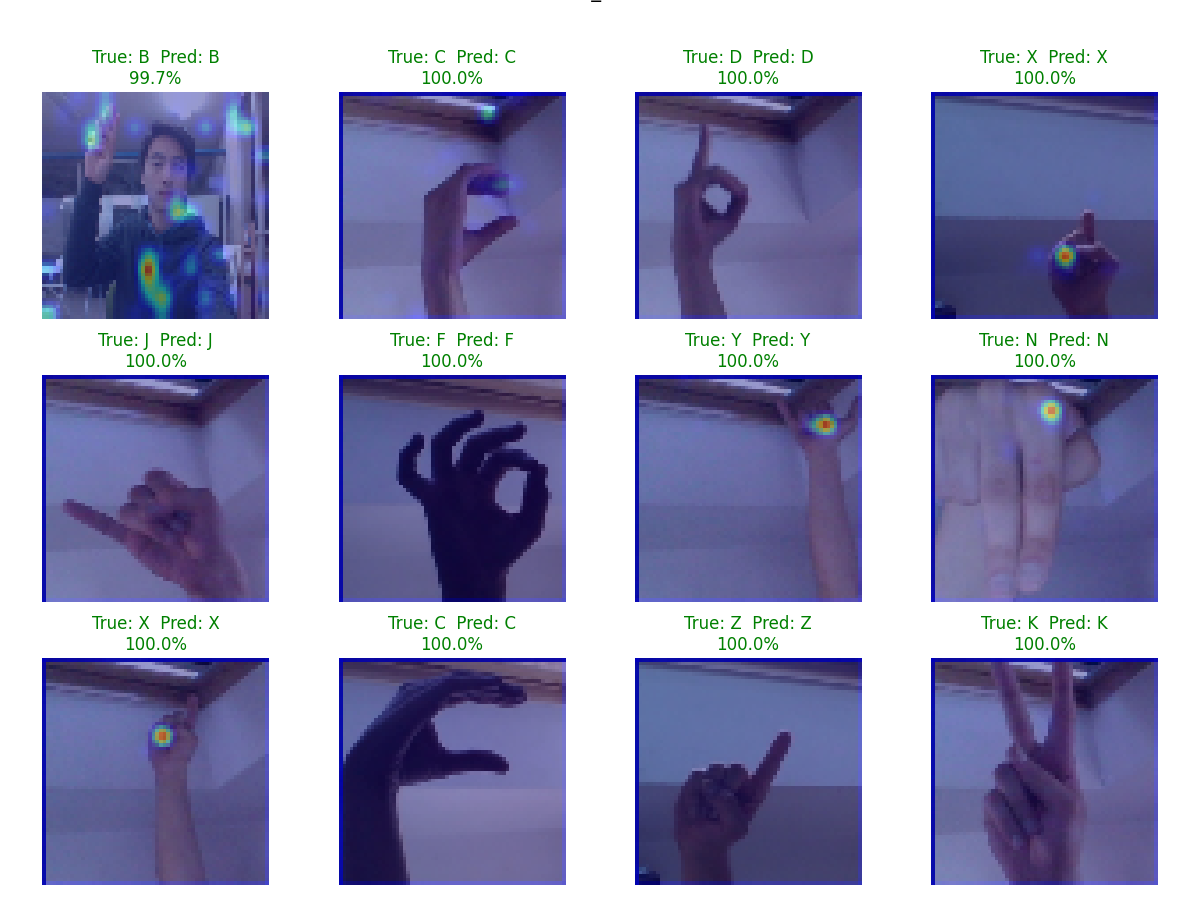 True: B Pred: B
99.7%
True: C Pred: C
100.0%
True: D Pred: D
100.0%
True: X Pred: X
100.0%
True: J Pred: J
100.0%
True: F Pred: F
100.0%
True: Y Pred: Y
100.0%
True: N Pred: N
100.0%
True: X Pred: X
100.0%
True: C Pred: C
100.0%
True: Z Pred: Z
100.0%
True: K Pred: K
100.0%